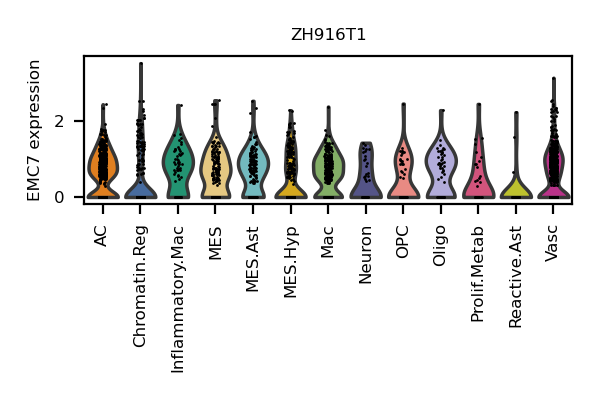 ZH916T1
EMC7 expression
2
0
AC
Chromatin.Reg
Inflammatory.Mac
MES
MES.Ast
MES.Hyp
Mac
Neuron
OPC
Oligo
Prolif.Metab
Reactive.Ast
Vasc